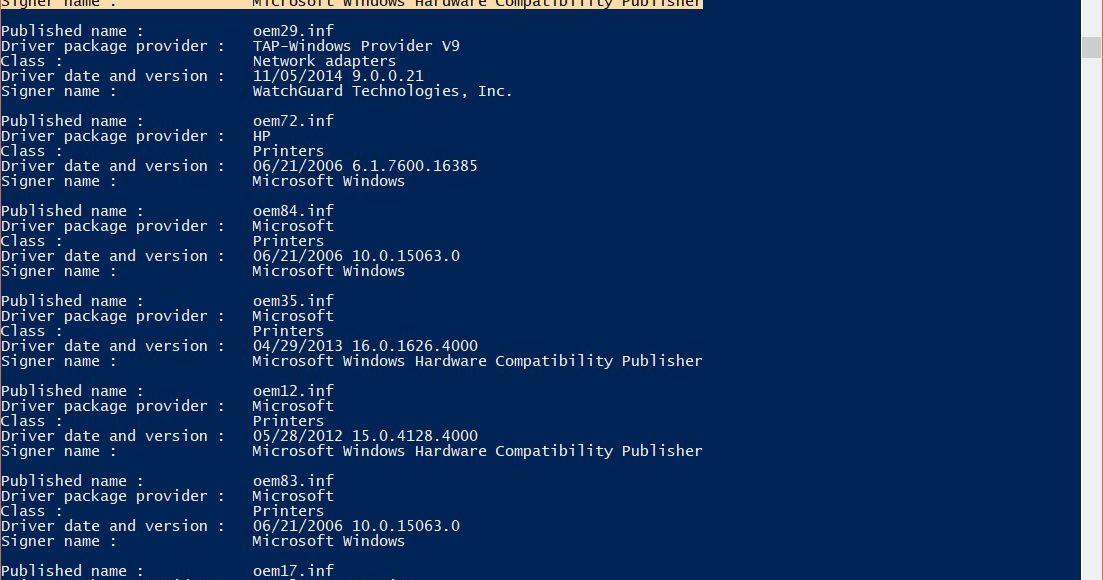 Signer name :               Microsoft Windows Hardware Compatibility Publisher
Published name :            oem29.inf
Driver package provider :   TAP-Windows Provider V9
Class :                     Network adapters
Driver date and version :   11/05/2014 9.0.0.21
Signer name :               WatchGuard Technologies, Inc.
Published name :            oem72.inf
Driver package provider :   HP
Class :                     Printers
Driver date and version :   06/21/2006 6.1.7600.16385
Signer name :               Microsoft Windows
Published name :            oem84.inf
Driver package provider :   Microsoft
Class :                     Printers
Driver date and version :   06/21/2006 10.0.15063.0
Signer name :               Microsoft Windows
Published name :            oem35.inf
Driver package provider :   Microsoft
Class :                     Printers
Driver date and version :   04/29/2013 16.0.1626.4000
Signer name :               Microsoft Windows Hardware Compatibility Publisher
Published name :            oem12.inf
Driver package provider :   Microsoft
Class :                     Printers
Driver date and version :   05/28/2012 15.0.4128.4000
Signer name :               Microsoft Windows Hardware Compatibility Publisher
Published name :            oem83.inf
Driver package provider :   Microsoft
Class :                     Printers
Driver date and version :   06/21/2006 10.0.15063.0
Signer name :               Microsoft Windows
Published name :            oem17.inf